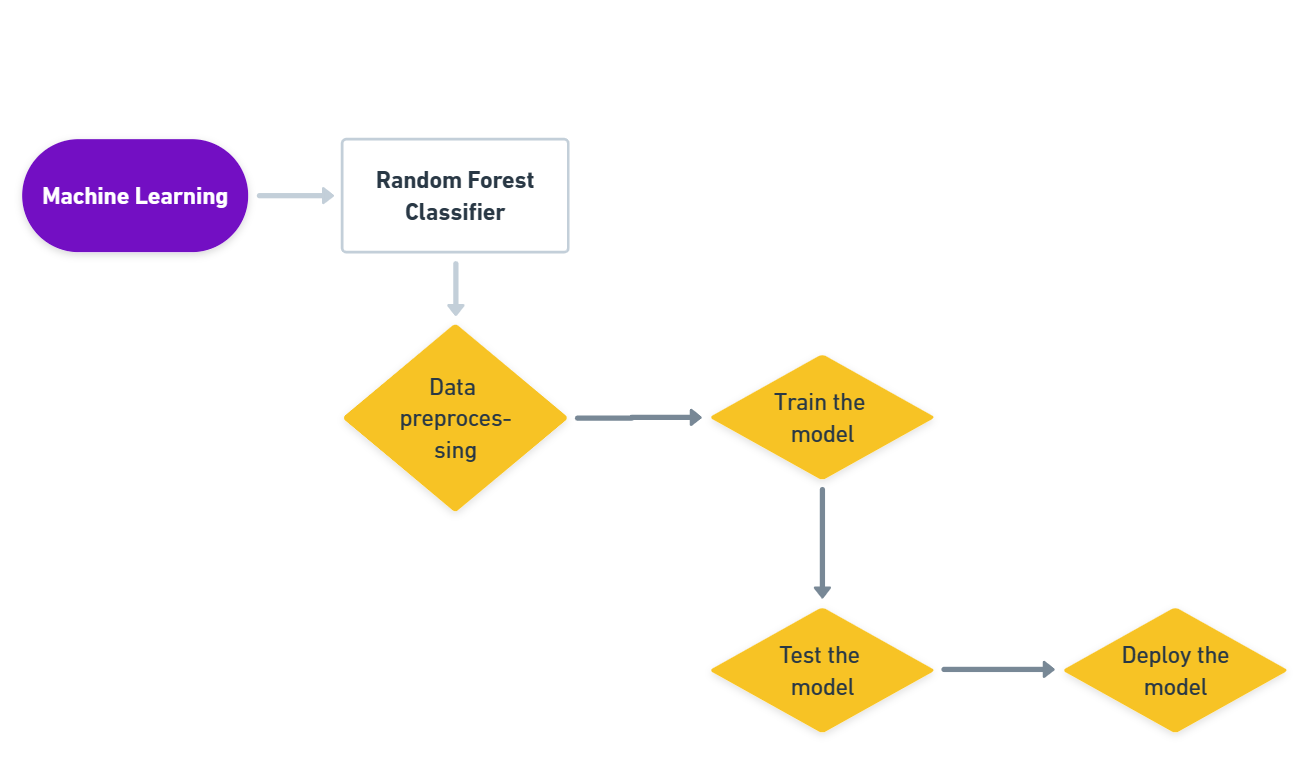 Machine Learning
Random Forest
Classifier
Data
preproces-
sing
Train the
model
Test the
model
Deploy the
model